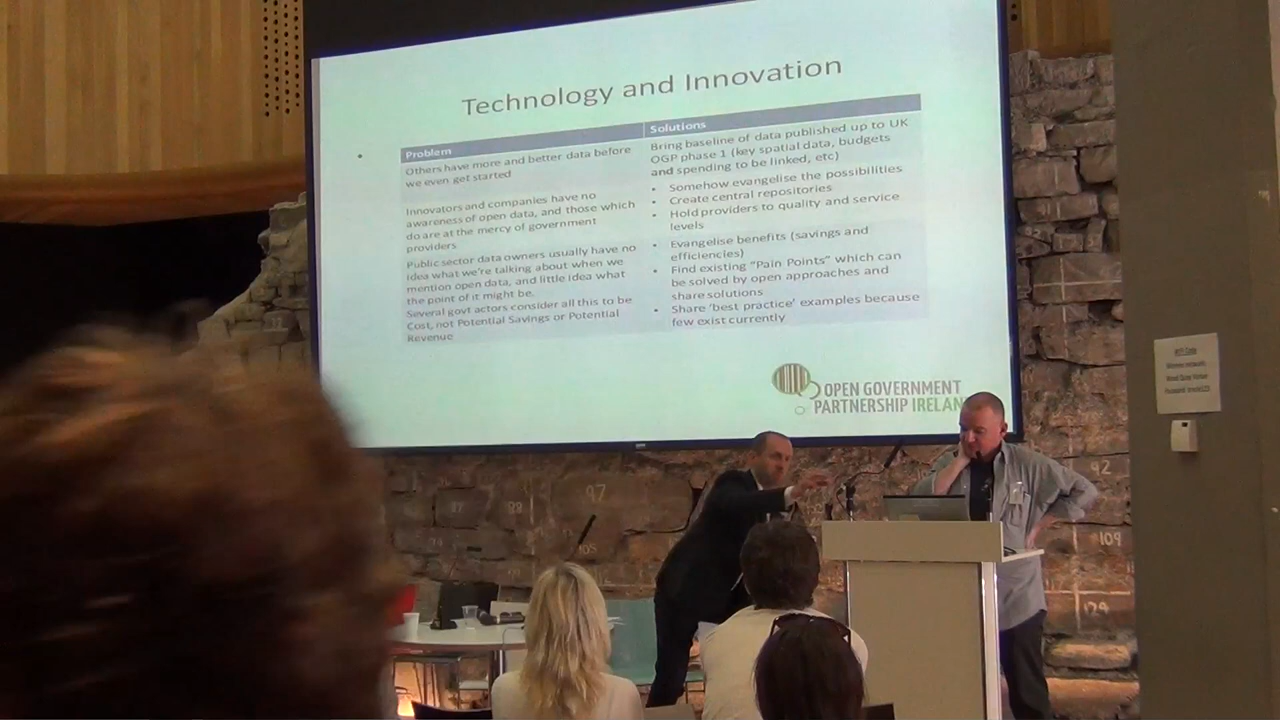 Technology and Innovation
Problem
Others have more and better data before
we even get started
Innovators and companies have no
awareness of open data, and those which
do are at the mercy of government
providers
Public sector data owners usually have no
idea what we're talking about when we
mention open data, and little idea what
the point of it might be.
Several govt actors consider all this to be
Cost, not Potential Savings or Potential
Revenue
Solutions
Bring baseline of data published up to UK
OGP phase 1 (key spatial data, budgets
and spending to be linked, etc)
• Somehow evangelise the possibilities
• Create central repositories
• Hold providers to quality and service
levels
• Evangelise benefits (savings and
efficiencies)
• Find existing "Pain Points" which can
be solved by open approaches and
share solutions
• Share 'best practice' examples because
few exist currently
OPEN GOVERNMENT
PARTNERSHIP IRELAN
97
92
109
105
129